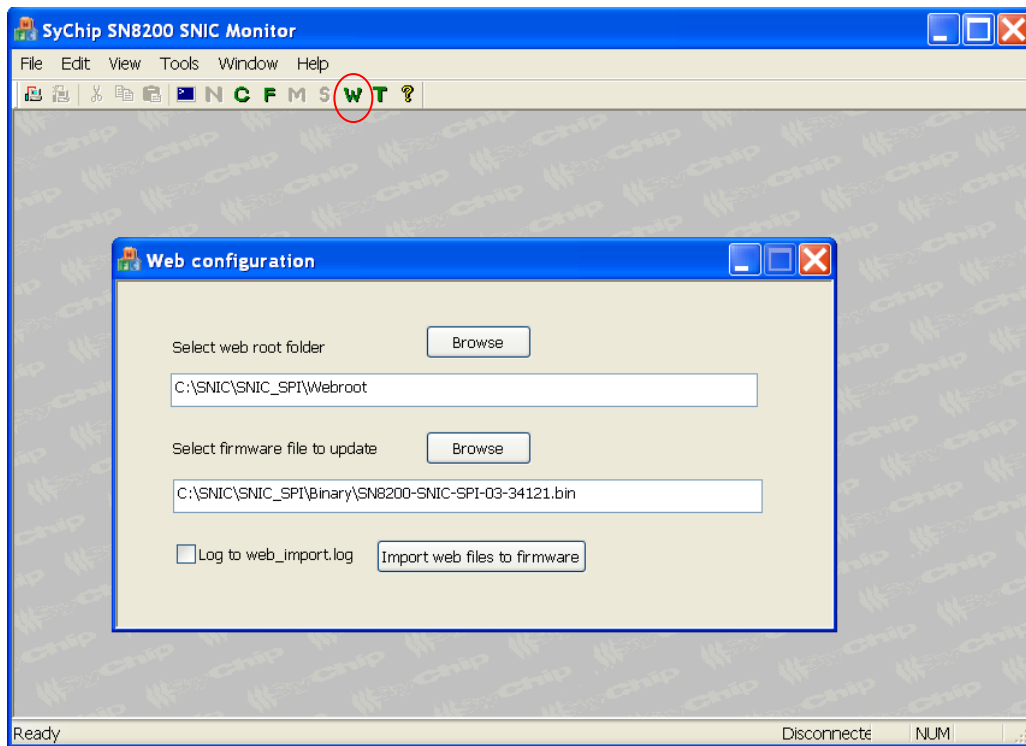 SyChip SN8200 SNIC Monitor
File Edit View Tools Window Help
N C F M S W T ?
Web configuration
Select web root folder Browse
C:\SNIC\SNIC_SPI\Webroot
Select firmware file to update Browse
C:\SNIC\SNIC_SPI\Binary\SN8200-SNIC-SPI-03-34121.bin
Log to web_import.log Import web files to firmware
Ready Disconnecte NUM